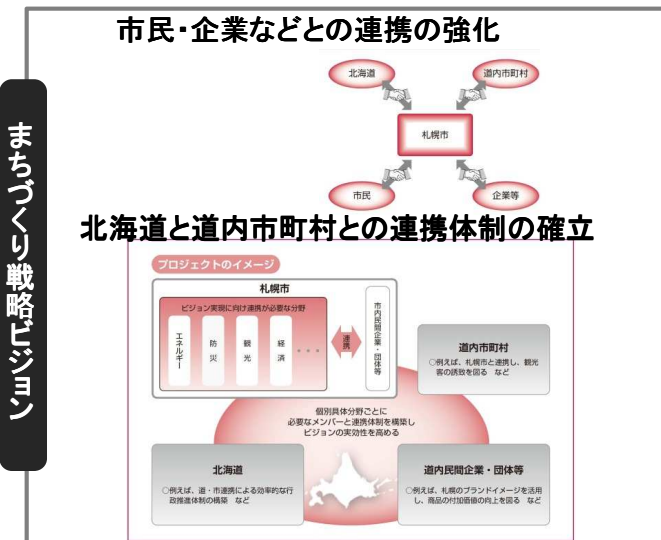 市民・企業などとの連携の強化
まちづくり戦略ビジョン
北海道
道内市町村
札幌市
市民
企業等
北海道と道内市町村との連携体制の確立
プロジェクトのイメージ
札幌市
ビジョン実現に向け連携が必要な分野
エネルギー
防災
観光
経済
・・・
連携
市内民間企業・団体等
道内市町村
○例えば、札幌市と連携し、観光
客の誘致を図る など
個別具体分野ごとに
必要なメンバーと連携体制を構築し
ビジョンの実効性を高める
北海道
○例えば、道・市連携による効率的な行
政推進体制の構築 など
道内民間企業・団体等
○例えば、札幌のブランドイメージを活用
し、商品の付加価値の向上を図る など